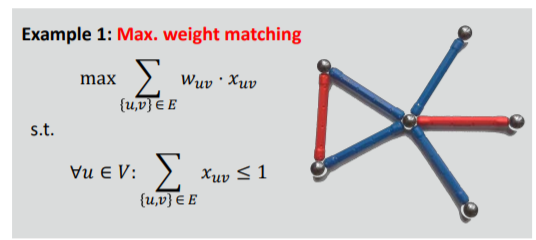 Example 1: Max. weight matching
max ∑ w_{uv} · x_{uv}
{u,v} ∈ E
s.t.
∀u ∈ V: ∑ x_{uv} ≤ 1
{u,v} ∈ E